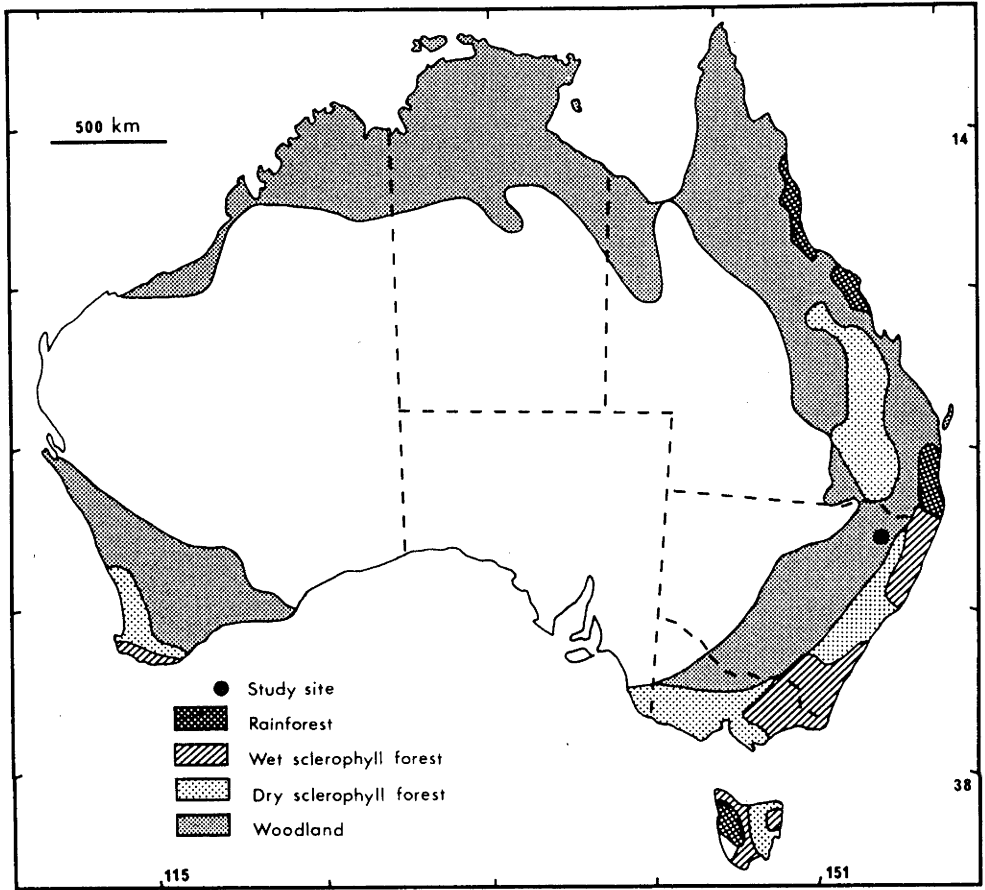 500 km
14
Study site
Rainforest
Wet sclerophyll forest
Dry sclerophyll forest
Woodland
38
115
151